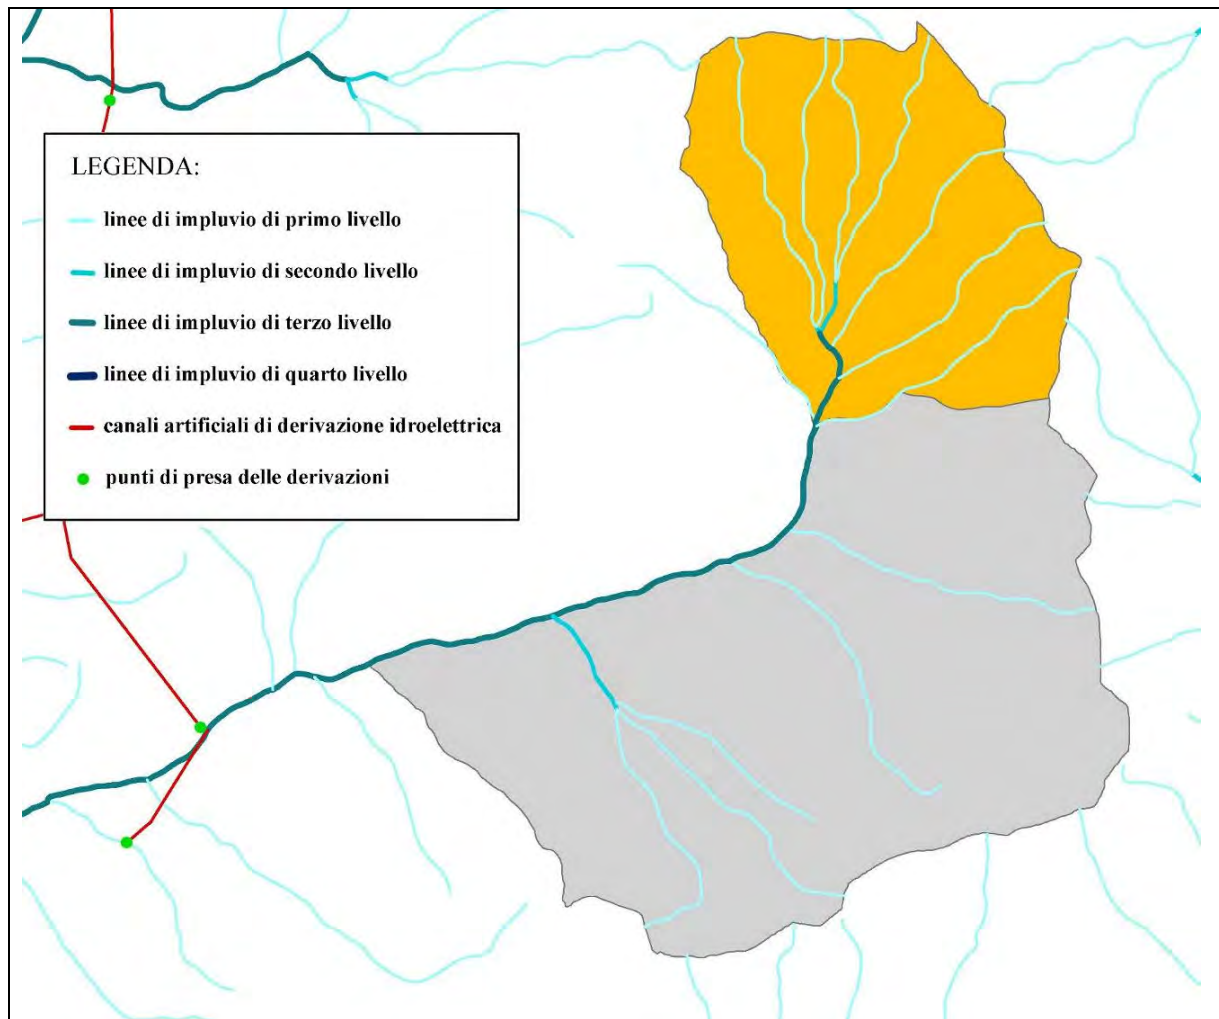 LEGENDA:
linee di impluvio di primo livello
linee di impluvio di secondo livello
linee di impluvio di terzo livello
linee di impluvio di quarto livello
canali artificiali di derivazione idroelettrica
punti di presa delle derivazioni